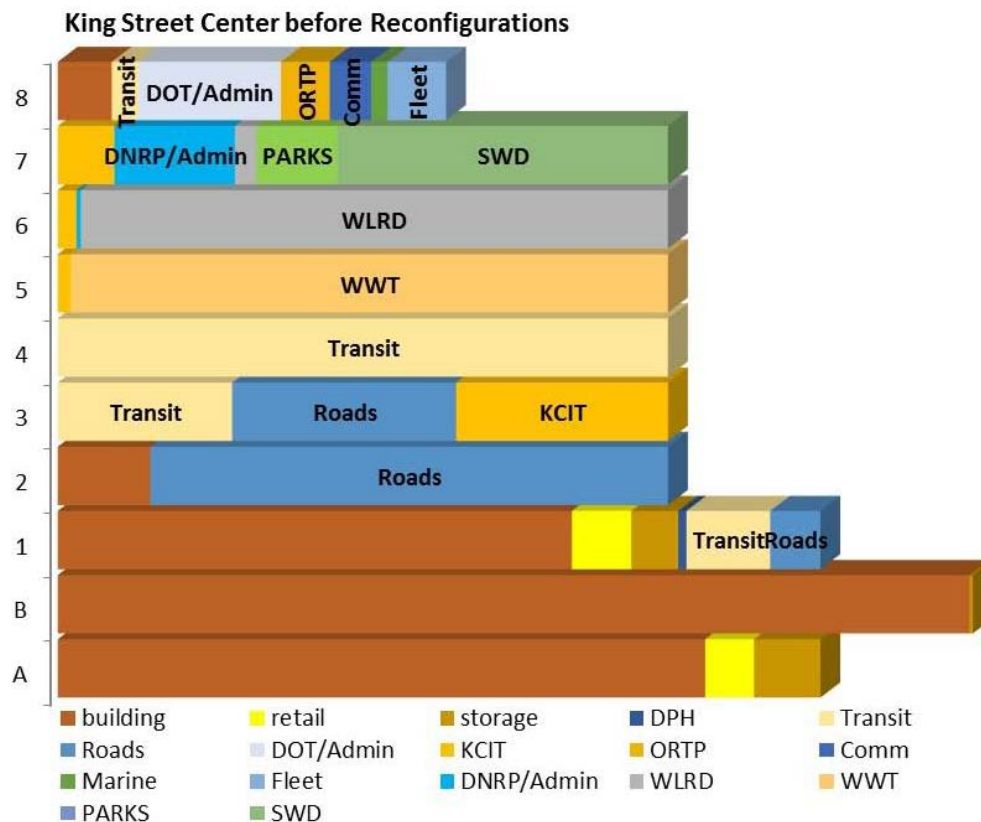 King Street Center before Reconfigurations
8 Transit DOT/Admin ORTP Comm Fleet
7 DNRP/Admin PARKS SWD
6 WLRD
5 WWT
4 Transit
3 Transit Roads KCIT
2 Roads
1 Transit Roads
B
A
building retail storage DPH Transit
Roads DOT/Admin KCIT ORTP Comm
Marine Fleet DNRP/Admin WLRD WWT
PARKS SWD